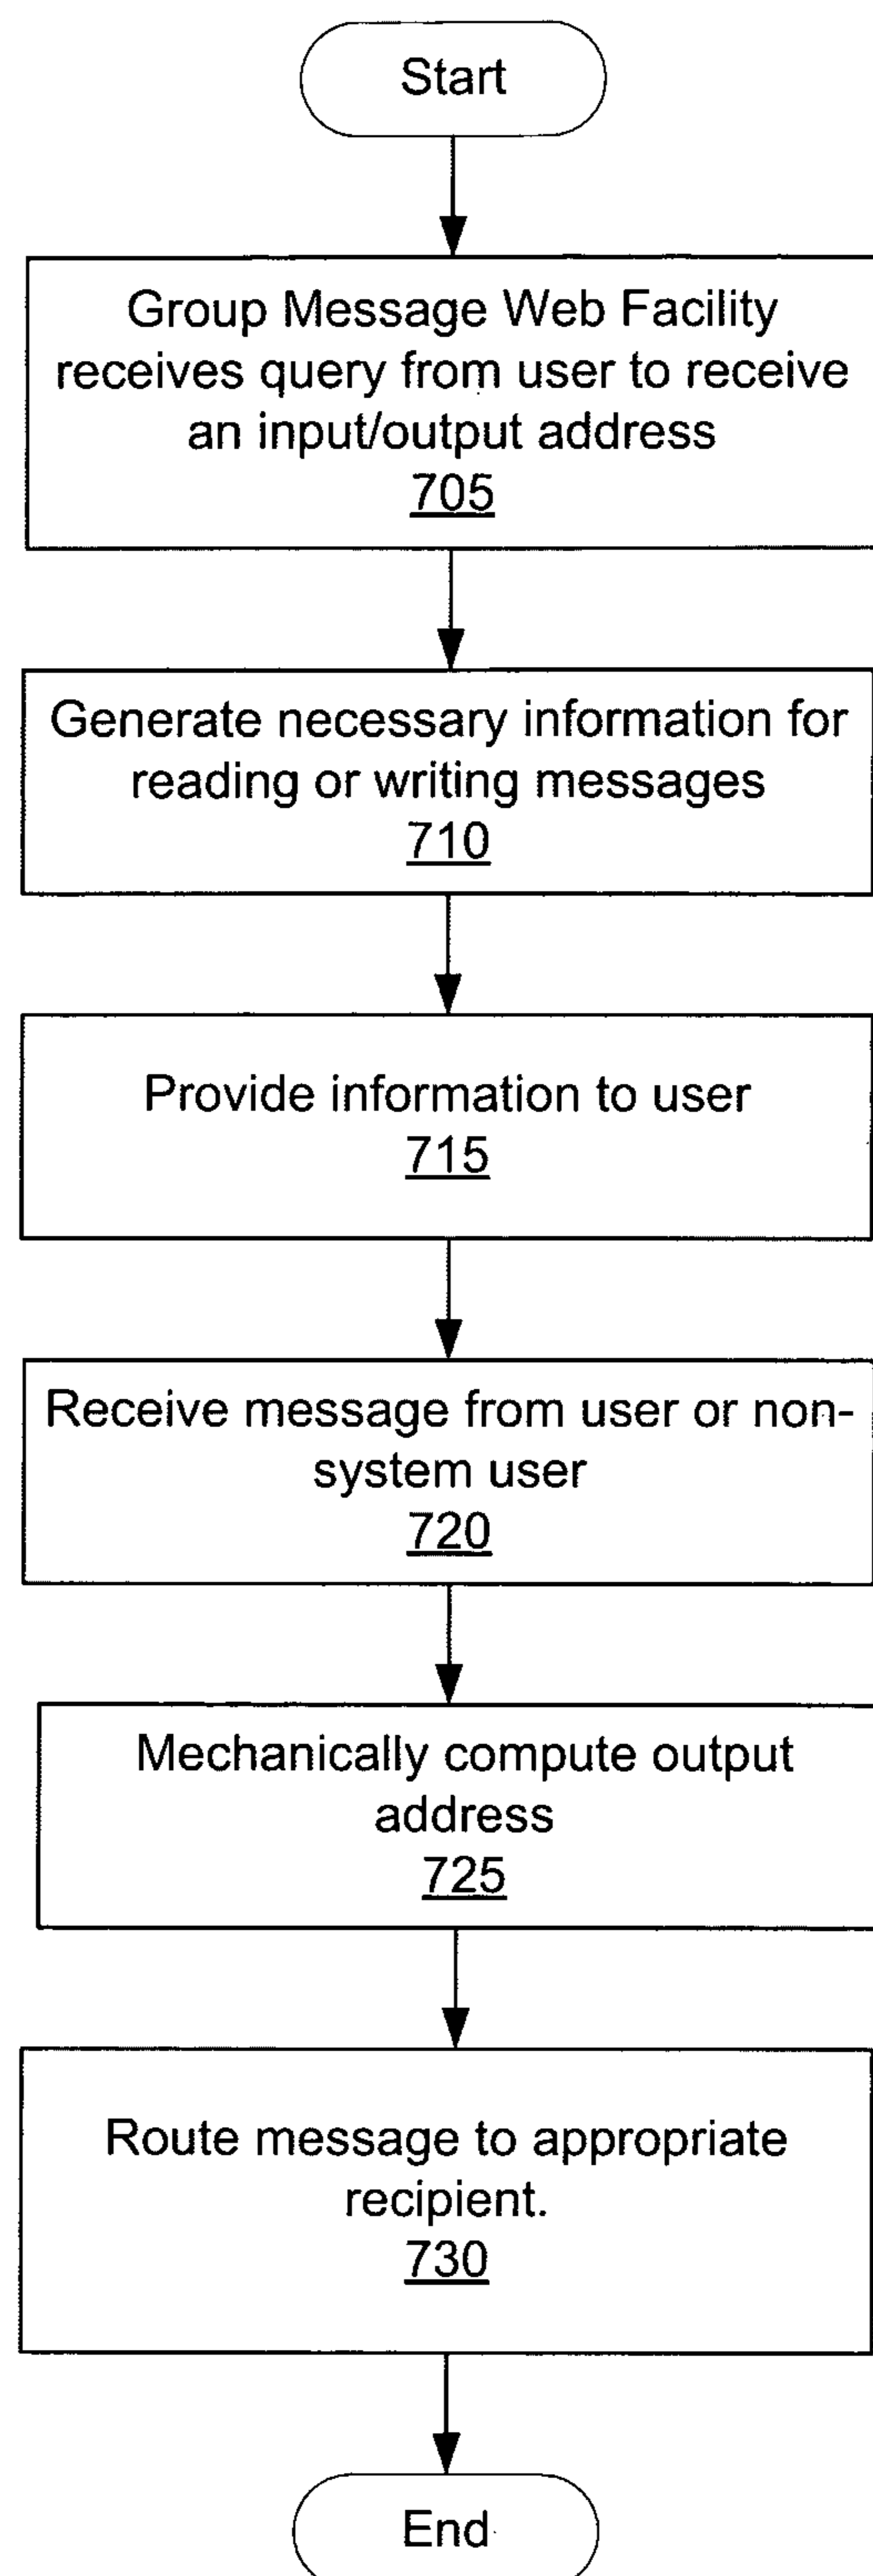 Start
Group Message Web Facility
receives query from user to receive
an input/output address
705
Generate necessary information for
reading or writing messages
710
Provide information to user
715
Receive message from user or non-
system user
720
Mechanically compute output
address
725
Route message to appropriate
recipient.
730
End